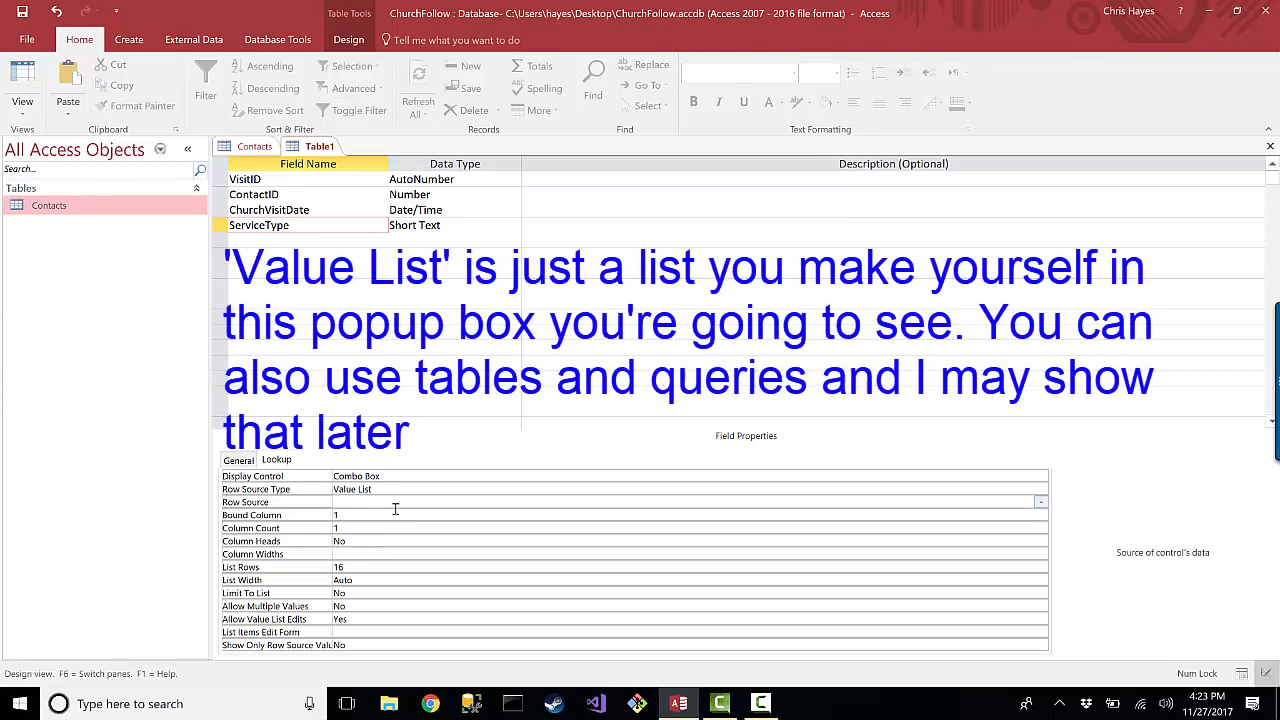 Table Tools
ChurchFollow : Database- C:\Users\hayes\Desktop\ChurchFollow.accdb (Access 2007 - 2016 file format) - Access
Chris Hayes
?
File
Home
Create
External Data
Database Tools
Design
Tell me what you want to do
View
Views
Paste
Cut
Copy
Format Painter
Clipboard
Filter
Ascending
Descending
Remove Sort
Selection
Advanced
Toggle Filter
Sort & Filter
Refresh
All
New
Save
Delete
Totals
Spelling
More
Records
Find
Replace
Go To
Select
Find
B I U A
Text Formatting
All Access Objects
Search...
Tables
Contacts
Contacts
Table1
Field Name Data Type Description (Optional)
VisitID AutoNumber
ContactID Number
ChurchVisitDate Date/Time
ServiceType Short Text
'Value List' is just a list you make yourself in
this popup box you're going to see. You can
also use tables and queries and I may show
that later
Field Properties
General Lookup
Display Control Combo Box
Row Source Type Value List
Row Source
Bound Column 1
Column Count 1
Column Heads No
Column Widths
List Rows 16
List Width Auto
Limit To List No
Allow Multiple Values No
Allow Value List Edits Yes
List Items Edit Form
Show Only Row Source Valu No
Source of control's data
Design view. F6 = Switch panes. F1 = Help.
Num Lock
Type here to search
4:23 PM
11/27/2017